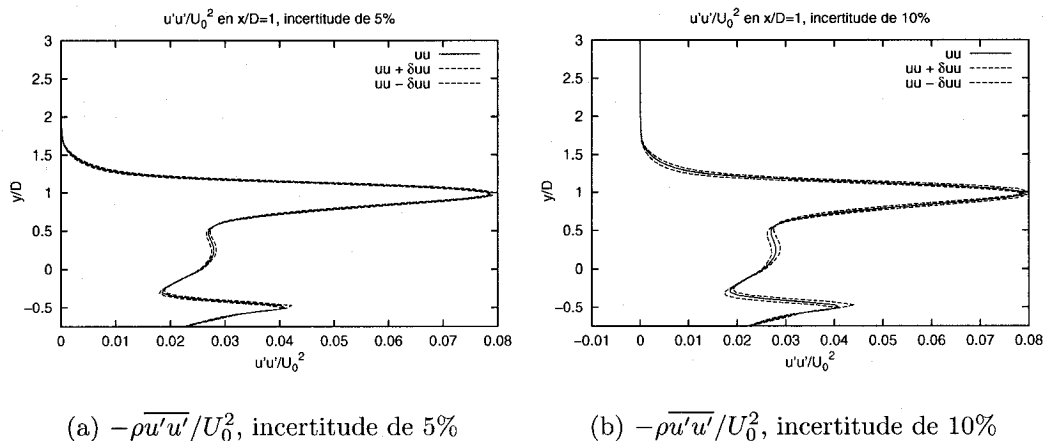 u'u'/U₀² en x/D=1, incertitude de 5%
uu
uu + δuu
uu − δuu
3
2.5
2
1.5
1
0.5
0
−0.5
y/D
0 0.01 0.02 0.03 0.04 0.05 0.06 0.07 0.08
u'u'/U₀²
(a) −ρu̅'̅u̅'̅/U₀², incertitude de 5%
u'u'/U₀² en x/D=1, incertitude de 10%
uu
uu + δuu
uu − δuu
3
2.5
2
1.5
1
0.5
0
−0.5
y/D
−0.01 0 0.01 0.02 0.03 0.04 0.05 0.06 0.07 0.08
u'u'/U₀²
(b) −ρu̅'̅u̅'̅/U₀², incertitude de 10%